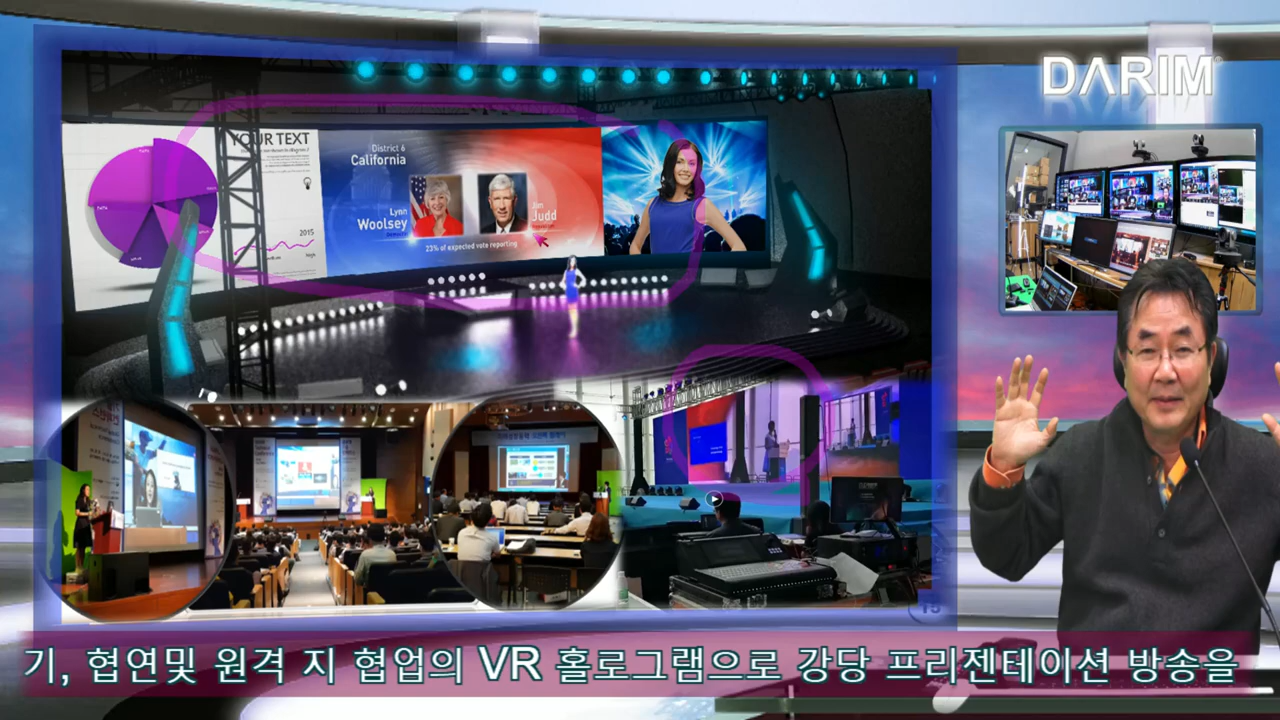 DARIM
YOUR TEXT
2015
District 6
California
Lynn
Woolsey
Jim
Judd
23% of expected vote reporting
15
기, 협연및 원격 지 협업의 VR 홀로그램으로 강당 프리젠테이션 방송을